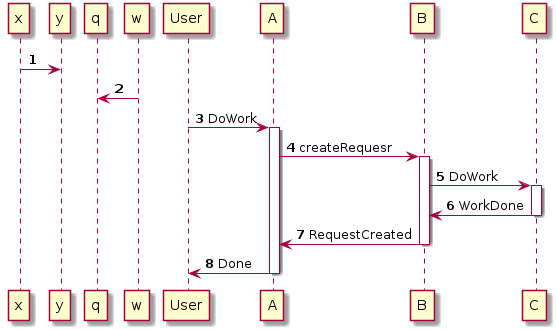 x y q w User A B C
1
2
3 DoWork
4 createRequesr
5 DoWork
6 WorkDone
7 RequestCreated
8 Done
x y q w User A B C